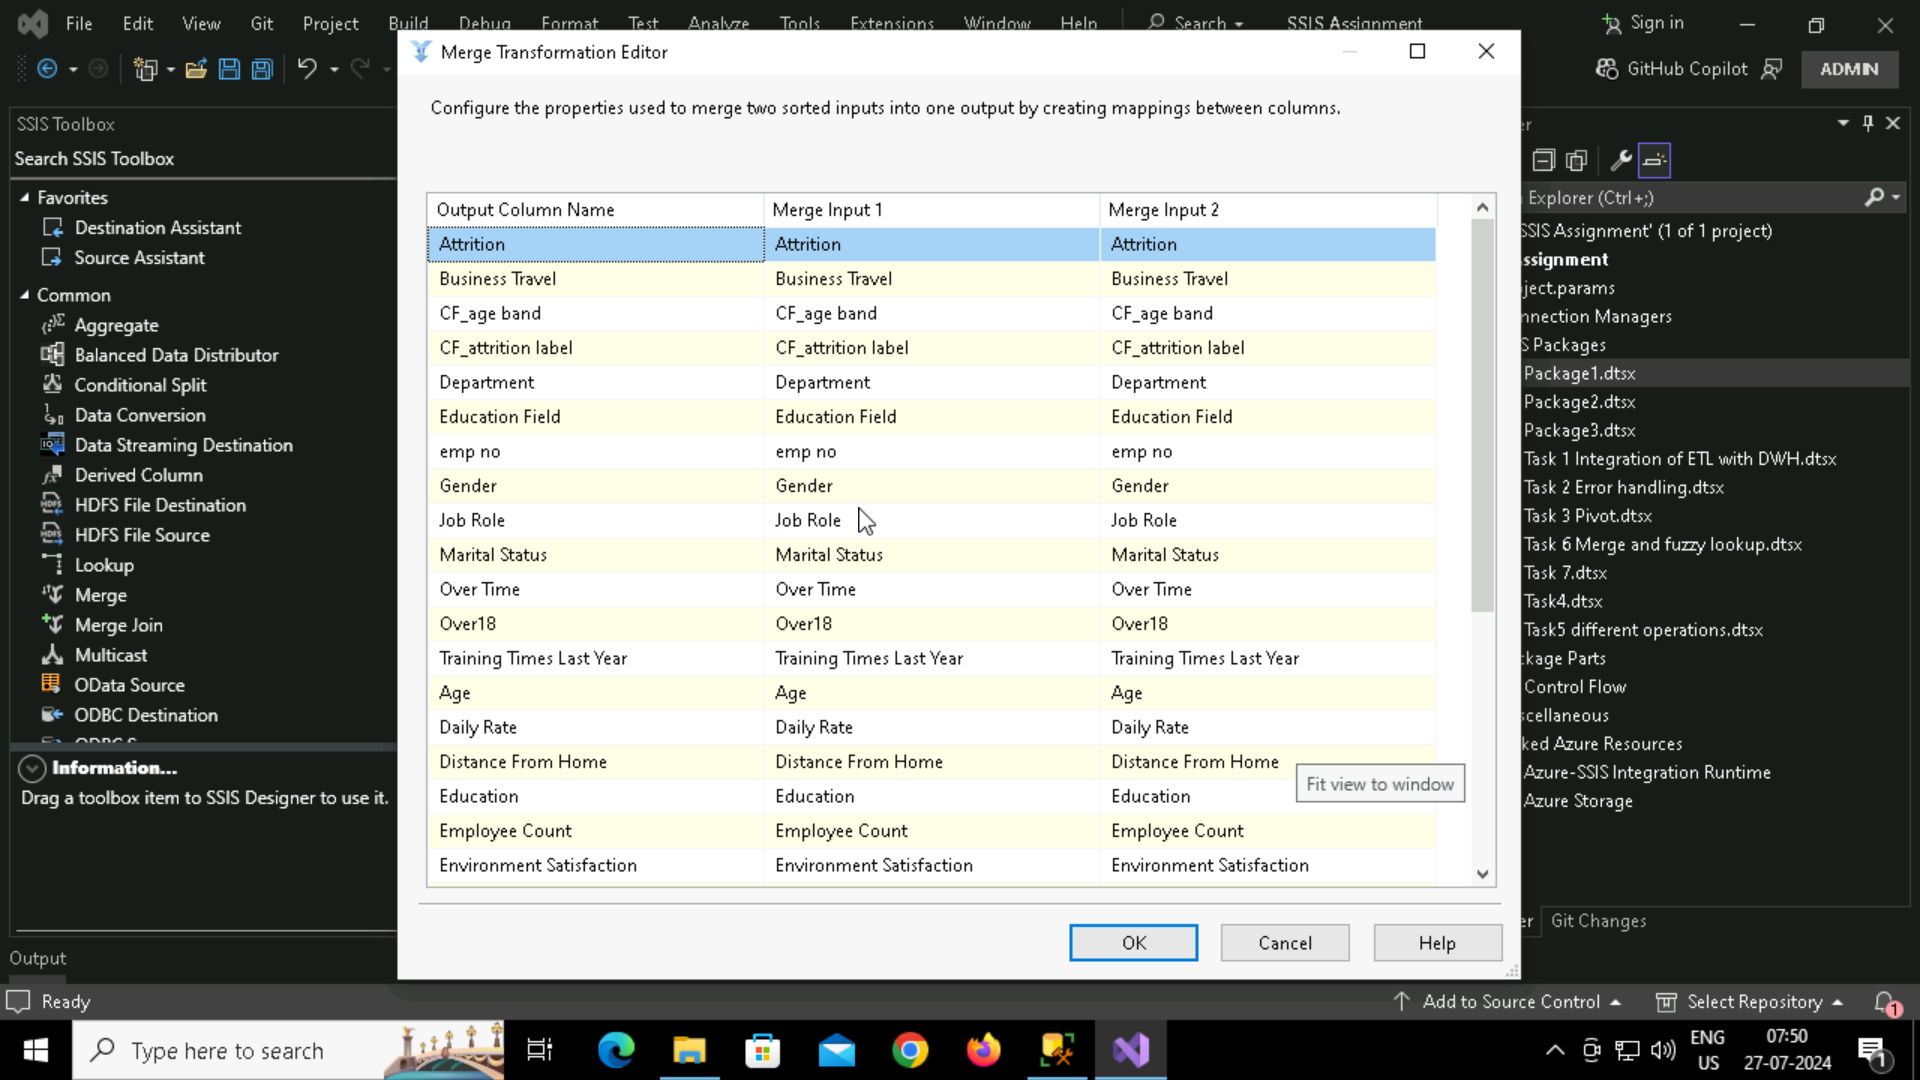 File Edit View Git Project Build Debug Format Test Analyze Tools Extensions Window Help Search SSIS Assignment Sign in
GitHub Copilot ADMIN
Merge Transformation Editor
Configure the properties used to merge two sorted inputs into one output by creating mappings between columns.
SSIS Toolbox
Search SSIS Toolbox
Favorites
Destination Assistant
Source Assistant
Common
Aggregate
Balanced Data Distributor
Conditional Split
Data Conversion
Data Streaming Destination
Derived Column
HDFS File Destination
HDFS File Source
Lookup
Merge
Merge Join
Multicast
OData Source
ODBC Destination
Information...
Drag a toolbox item to SSIS Designer to use it.
Output
Output Column Name Merge Input 1 Merge Input 2
Attrition Attrition Attrition
Business Travel Business Travel Business Travel
CF_age band CF_age band CF_age band
CF_attrition label CF_attrition label CF_attrition label
Department Department Department
Education Field Education Field Education Field
emp no emp no emp no
Gender Gender Gender
Job Role Job Role Job Role
Marital Status Marital Status Marital Status
Over Time Over Time Over Time
Over18 Over18 Over18
Training Times Last Year Training Times Last Year Training Times Last Year
Age Age Age
Daily Rate Daily Rate Daily Rate
Distance From Home Distance From Home Distance From Home
Education Education Education
Employee Count Employee Count Employee Count
Environment Satisfaction Environment Satisfaction Environment Satisfaction
Fit view to window
OK Cancel Help
er
Explorer (Ctrl+;)
SSIS Assignment' (1 of 1 project)
ssignment
ject.params
nnection Managers
S Packages
Package1.dtsx
Package2.dtsx
Package3.dtsx
Task 1 Integration of ETL with DWH.dtsx
Task 2 Error handling.dtsx
Task 3 Pivot.dtsx
Task 6 Merge and fuzzy lookup.dtsx
Task 7.dtsx
Task4.dtsx
Task5 different operations.dtsx
kage Parts
Control Flow
scellaneous
ked Azure Resources
Azure-SSIS Integration Runtime
Azure Storage
er Git Changes
Ready Add to Source Control Select Repository 1
Type here to search
ENG
US
07:50
27-07-2024
1